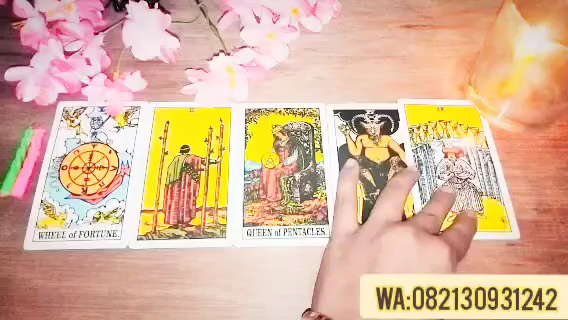 WHEEL of FORTUNE.
QUEEN of PENTACLES.
WA:082130931242